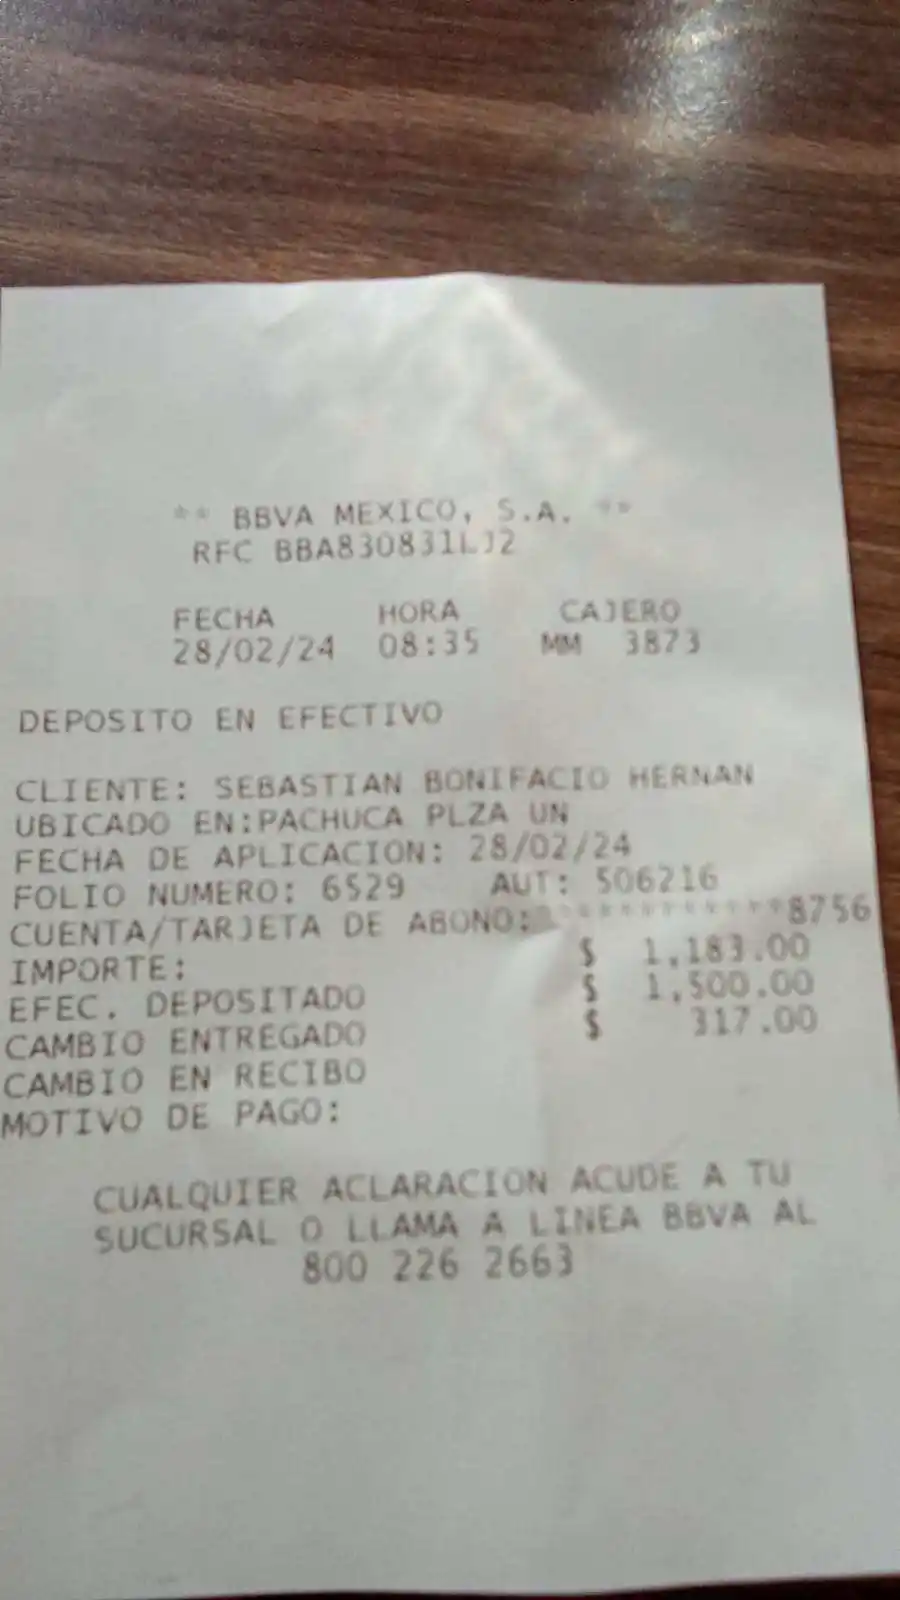 ** BBVA MEXICO, S.A. **
RFC BBA830831LJ2
FECHA HORA CAJERO
28/02/24 08:35 MM 3873
DEPOSITO EN EFECTIVO
CLIENTE: SEBASTIAN BONIFACIO HERNAN
UBICADO EN:PACHUCA PLZA UN
FECHA DE APLICACION: 28/02/24
FOLIO NUMERO: 6529 AUT: 506216
CUENTA/TARJETA DE ABONO:************8756
IMPORTE: $ 1,183.00
EFEC. DEPOSITADO $ 1,500.00
CAMBIO ENTREGADO $ 317.00
CAMBIO EN RECIBO
MOTIVO DE PAGO:
CUALQUIER ACLARACION ACUDE A TU
SUCURSAL O LLAMA A LINEA BBVA AL
800 226 2663